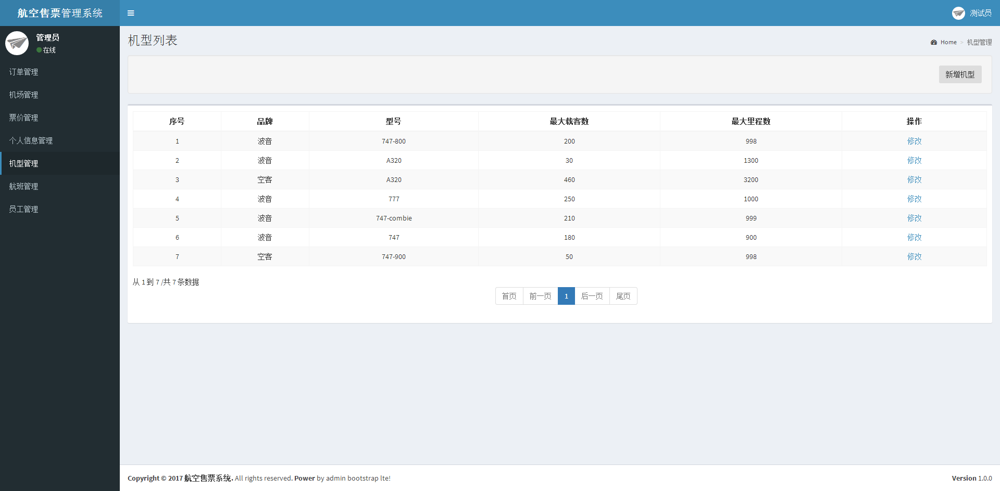 航空售票管理系统
测试员
管理员
在线
订单管理
机场管理
票价管理
个人信息管理
机型管理
航班管理
员工管理
机型列表
Home > 机型管理
新增机型
序号 品牌 型号 最大载客数 最大里程数 操作
1 波音 747-800 200 998 修改
2 波音 A320 30 1300 修改
3 空客 A320 460 3200 修改
4 波音 777 250 1000 修改
5 波音 747-combie 210 999 修改
6 波音 747 180 900 修改
7 空客 747-900 50 998 修改
从 1 到 7 /共 7 条数据
首页 前一页 1 后一页 尾页
Copyright © 2017 航空售票系统. All rights reserved. Power by admin bootstrap lte!
Version 1.0.0